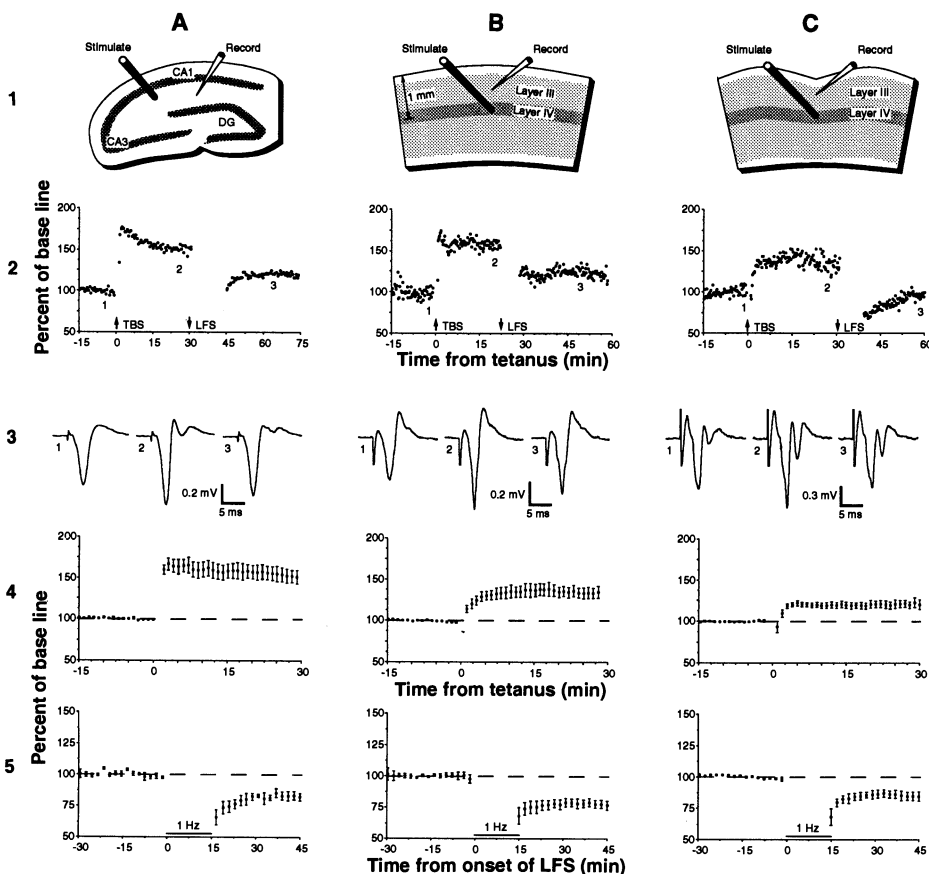 A B C
1
Stimulate Record
CA1
DG
CA3
Stimulate Record
1 mm
Layer III
Layer IV
Stimulate Record
Layer III
Layer IV
2
Percent of base line
200
150
100
50
1
2
3
TBS LFS
-15 0 15 30 45 60 75
200
150
100
50
1
2
3
TBS LFS
-15 0 15 30 45 60
Time from tetanus (min)
200
150
100
50
1
2
3
TBS LFS
-15 0 15 30 45 60
3
1 2 3
0.2 mV
5 ms
1 2 3
0.2 mV
5 ms
1 2 3
0.3 mV
5 ms
4
Percent of base line
200
150
100
50
-15 0 15 30
200
150
100
50
-15 0 15 30
Time from tetanus (min)
200
150
100
50
-15 0 15 30
5
150
125
100
75
50
1 Hz
-30 -15 0 15 30 45
150
125
100
75
50
1 Hz
-30 -15 0 15 30 45
Time from onset of LFS (min)
150
125
100
75
50
1 Hz
-30 -15 0 15 30 45